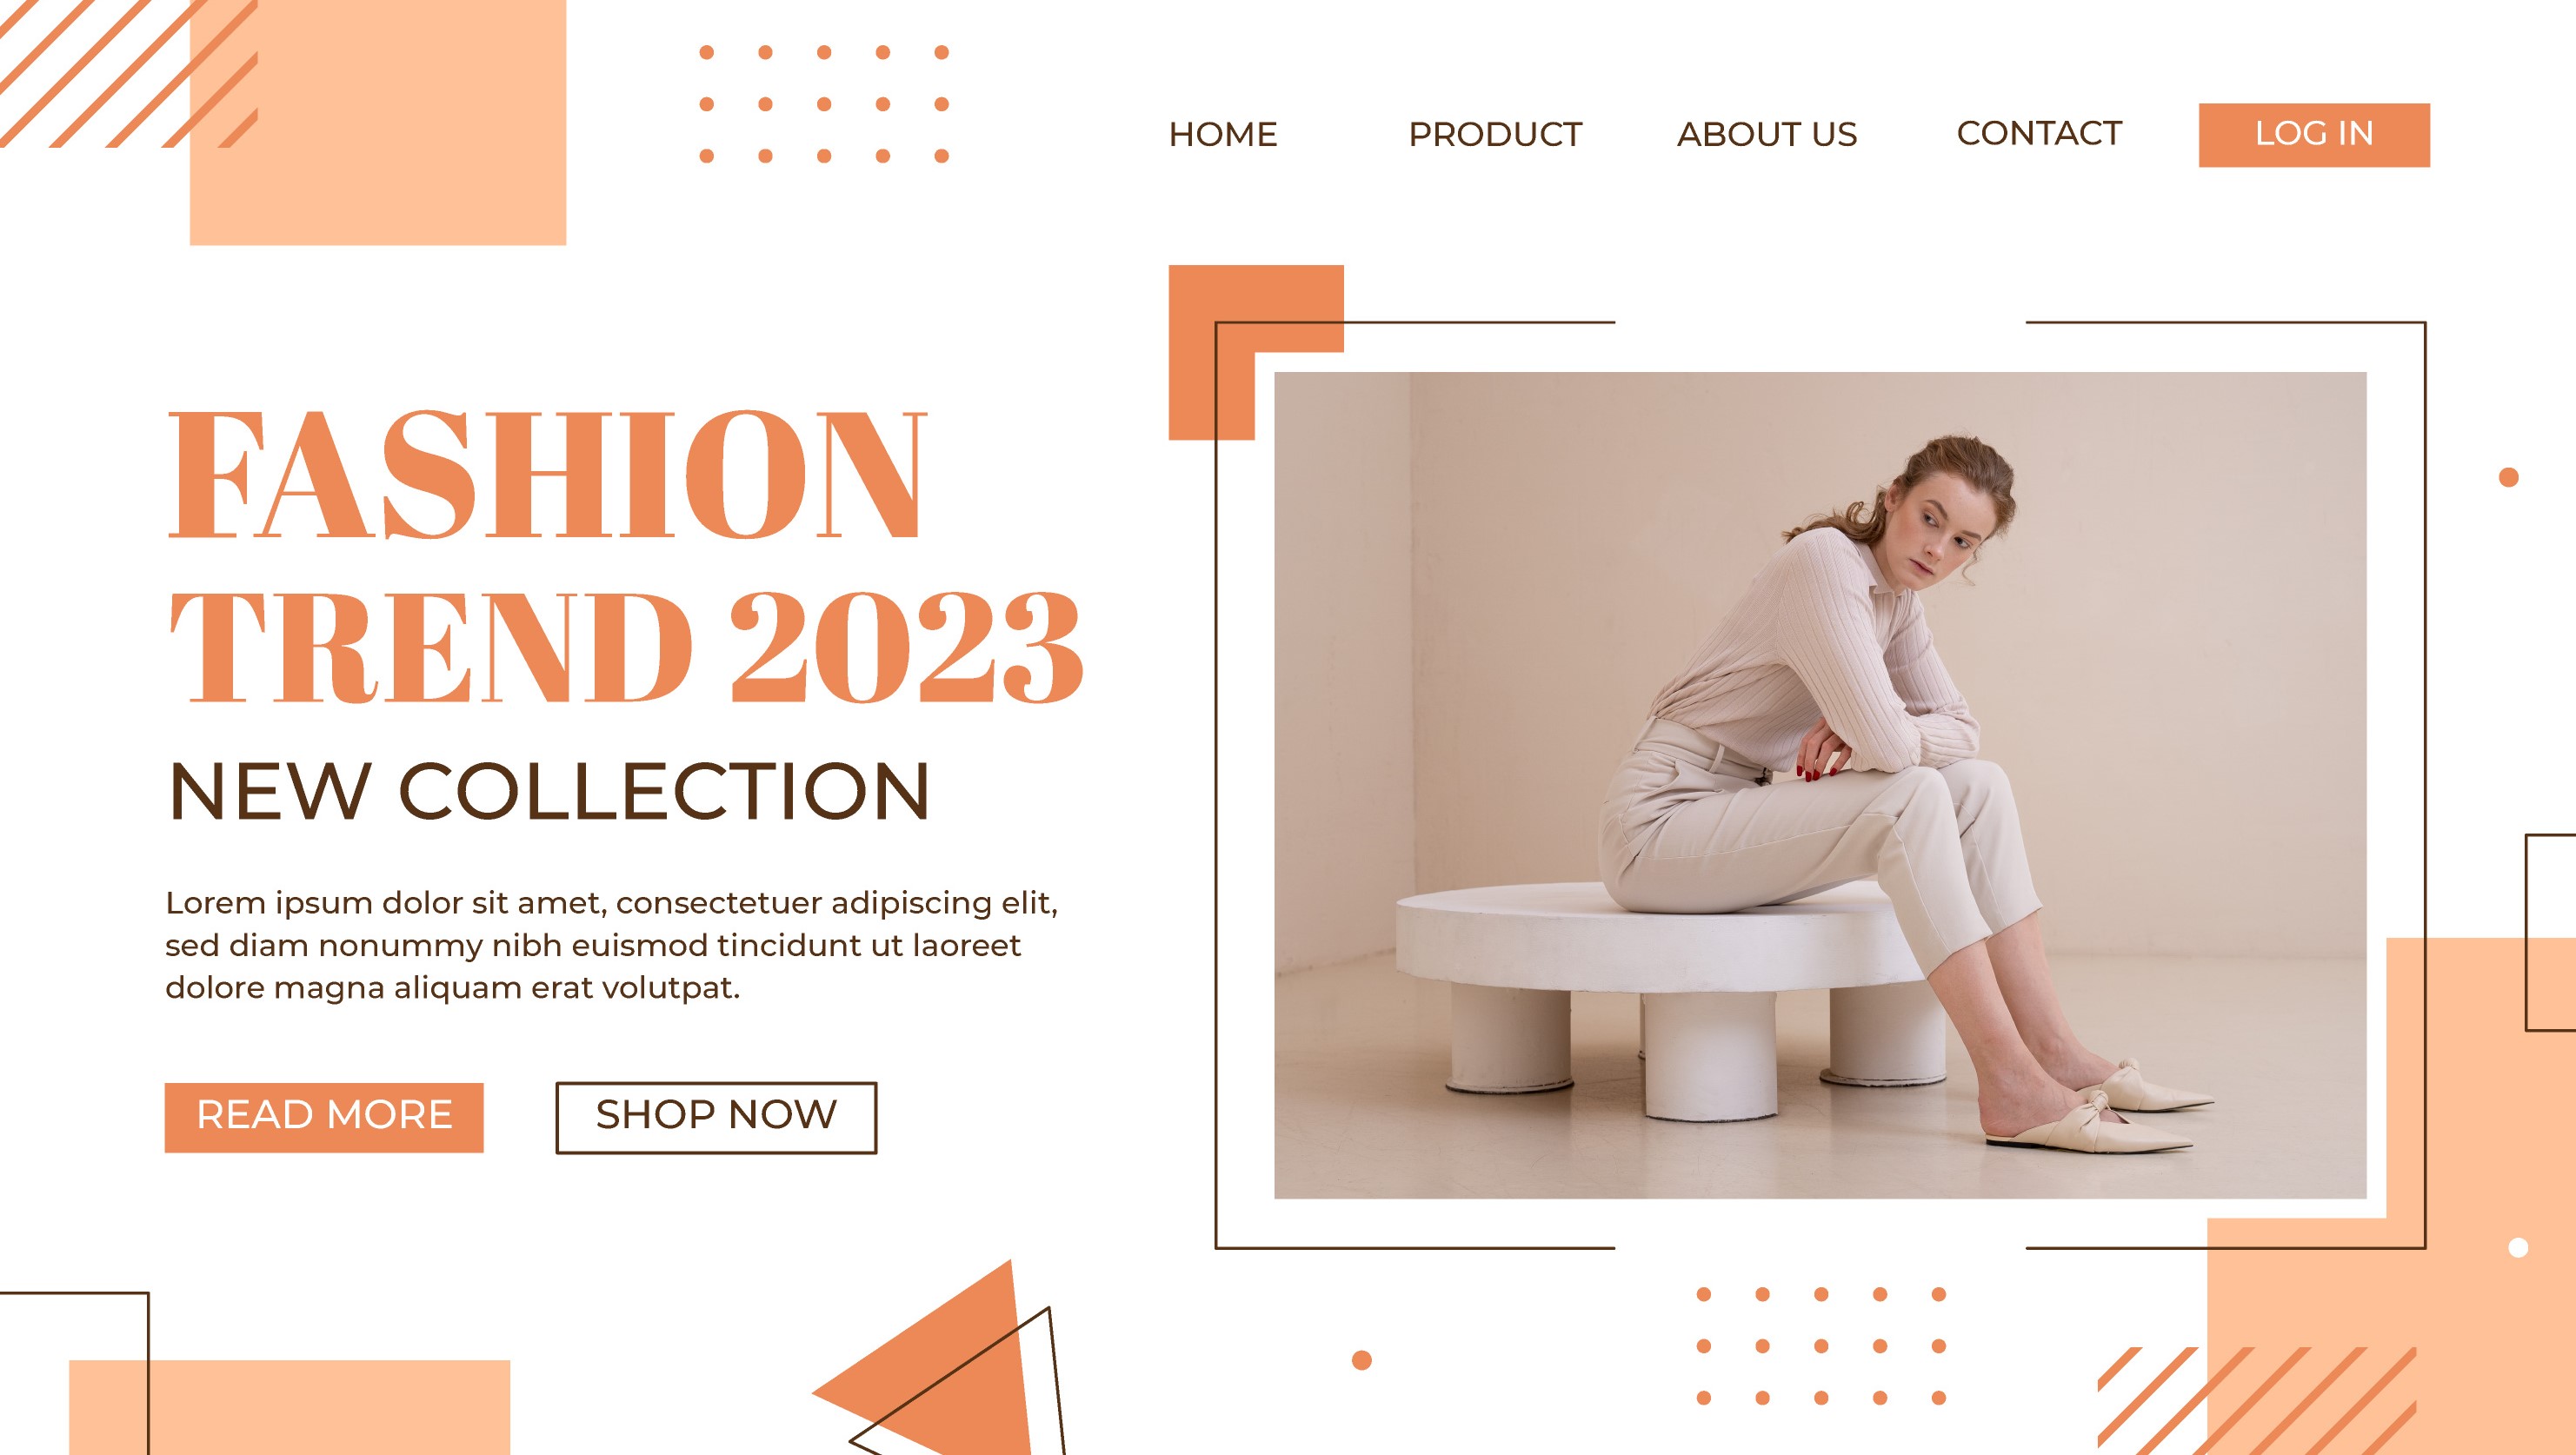 HOME
PRODUCT
ABOUT US
CONTACT
LOG IN
FASHION
TREND 2023
NEW COLLECTION
Lorem ipsum dolor sit amet, consectetuer adipiscing elit,
sed diam nonummy nibh euismod tincidunt ut laoreet
dolore magna aliquam erat volutpat.
READ MORE
SHOP NOW